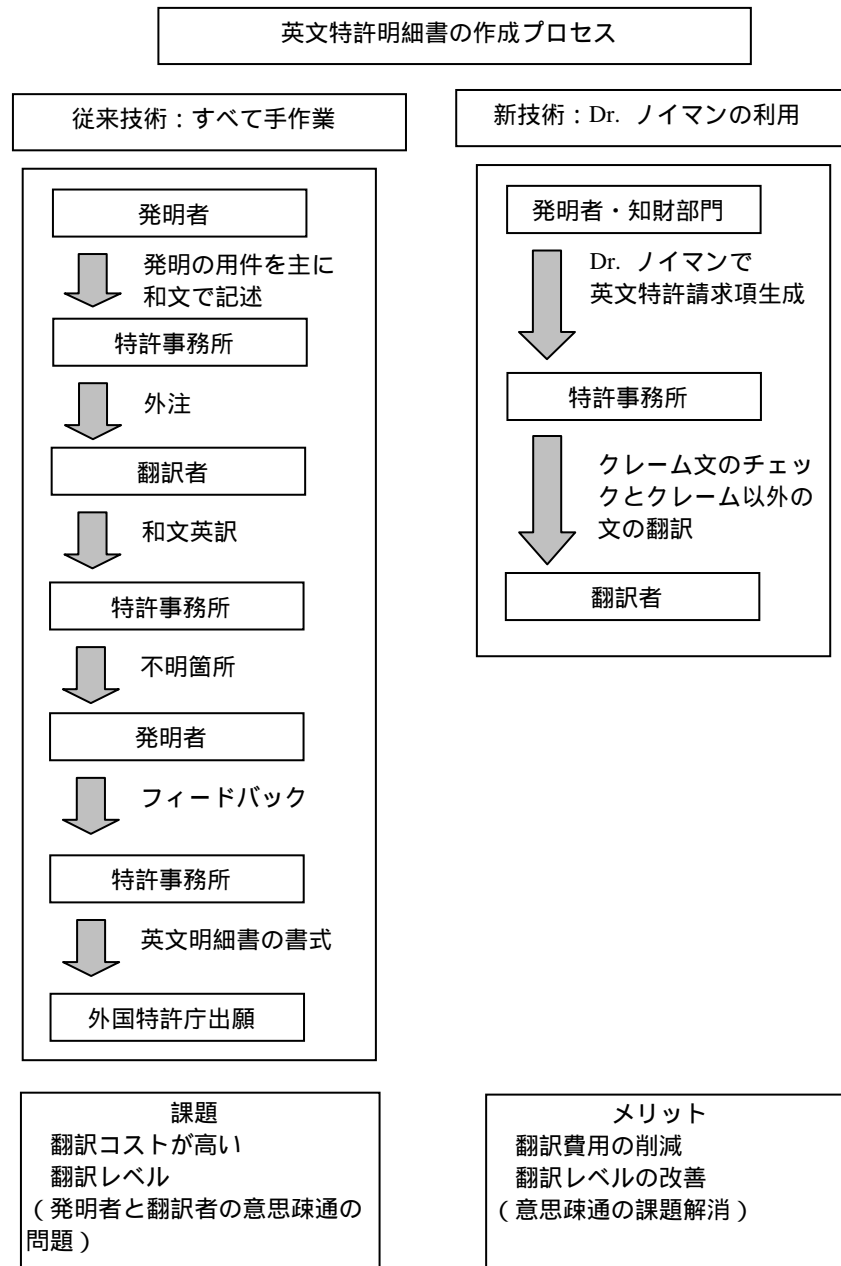 英文特許明細書の作成プロセス
従来技術：すべて手作業
発明者
発明の用件を主に
和文で記述
特許事務所
外注
翻訳者
和文英訳
特許事務所
不明箇所
発明者
フィードバック
特許事務所
英文明細書の書式
外国特許庁出願
課題
翻訳コストが高い
翻訳レベル
（発明者と翻訳者の意思疎通の
問題）
新技術：Dr. ノイマンの利用
発明者・知財部門
Dr. ノイマンで
英文特許請求項生成
特許事務所
クレーム文のチェッ
クとクレーム以外の
文の翻訳
翻訳者
メリット
翻訳費用の削減
翻訳レベルの改善
（意思疎通の課題解消）